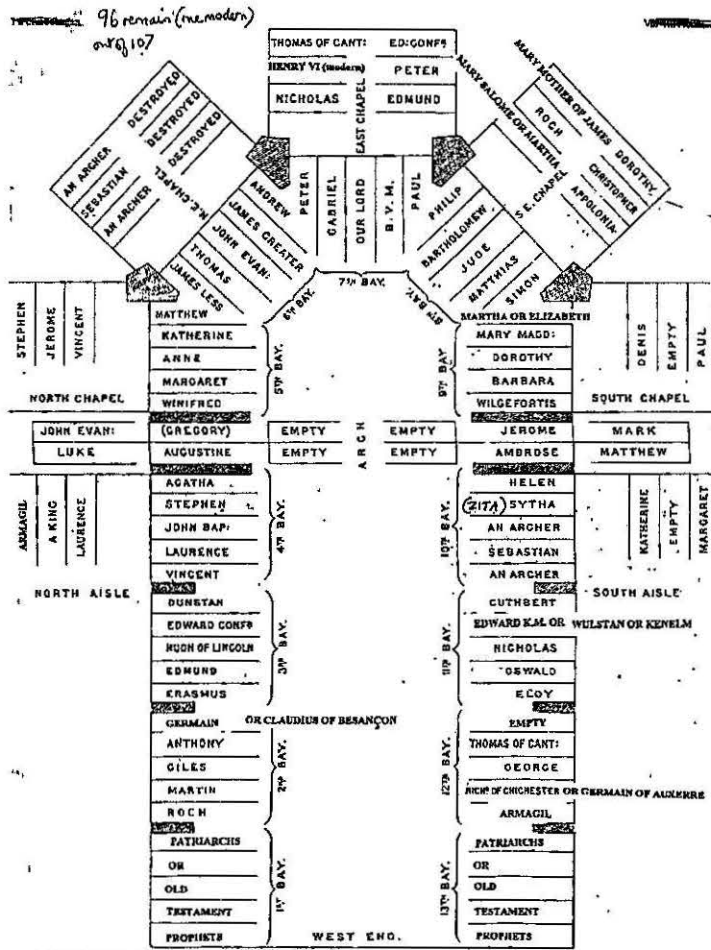 96 remain (one modern)
out of 107
THOMAS OF CANT: ED: CONFR
HENRY VI (modern) PETER
NICHOLAS EDMUND
EAST CHAPEL
AN ARCHER DESTROYED
SEBASTIAN DESTROYED
AN ARCHER DESTROYED
N.E. CHAPEL
MARY MOTHER OF JAMES DOROTHY
ROCH CHRISTOPHER
MARY SALOME OR MARTHA APPOLONIA
S.E. CHAPEL
ANDREW
JAMES GREATER
JOHN EVAN:
THOMAS
JAMES LESS
6TH BAY.
PETER
GABRIEL
OUR LORD
B.V.M.
PAUL
7TH BAY.
PHILIP
BARTHOLOMEW
JUDE
MATTHIAS
SIMON
8TH BAY.
STEPHEN
JEROME
VINCENT
NORTH CHAPEL
MATTHEW
KATHERINE
ANNE
MARGARET
WINIFRED
5TH BAY.
MARTHA OR ELIZABETH
MARY MAGD:
DOROTHY
BARBARA
WILGEFORTIS
9TH BAY.
DENIS
EMPTY
PAUL
SOUTH CHAPEL
JOHN EVAN: (GREGORY) EMPTY EMPTY JEROME MARK
LUKE AUGUSTINE EMPTY EMPTY AMBROSE MATTHEW
ARCH
ARMAGIL
A KING
LAURENCE
NORTH AISLE
AGATHA
STEPHEN
JOHN BAP:
LAURENCE
VINCENT
4TH BAY.
HELEN
(ZITA) SYTHA
AN ARCHER
SEBASTIAN
AN ARCHER
10TH BAY.
KATHERINE
EMPTY
MARGARET
SOUTH AISLE
DUNSTAN
EDWARD CONFR
HUGH OF LINCOLN
EDMUND
ERASMUS
3RD BAY.
CUTHBERT
EDWARD K.M. OR WULSTAN OR KENELM
NICHOLAS
OSWALD
ELOY
11TH BAY.
GERMAIN OR CLAUDIUS OF BESANÇON
ANTHONY
GILES
MARTIN
ROCH
2ND BAY.
EMPTY
THOMAS OF CANT:
GEORGE
RICHD OF CHICHESTER OR GERMAIN OF AUXERRE
ARMAGIL
12TH BAY.
PATRIARCHS
OR
OLD
TESTAMENT
PROPHETS
1ST BAY.
PATRIARCHS
OR
OLD
TESTAMENT
PROPHETS
13TH BAY.
WEST END.